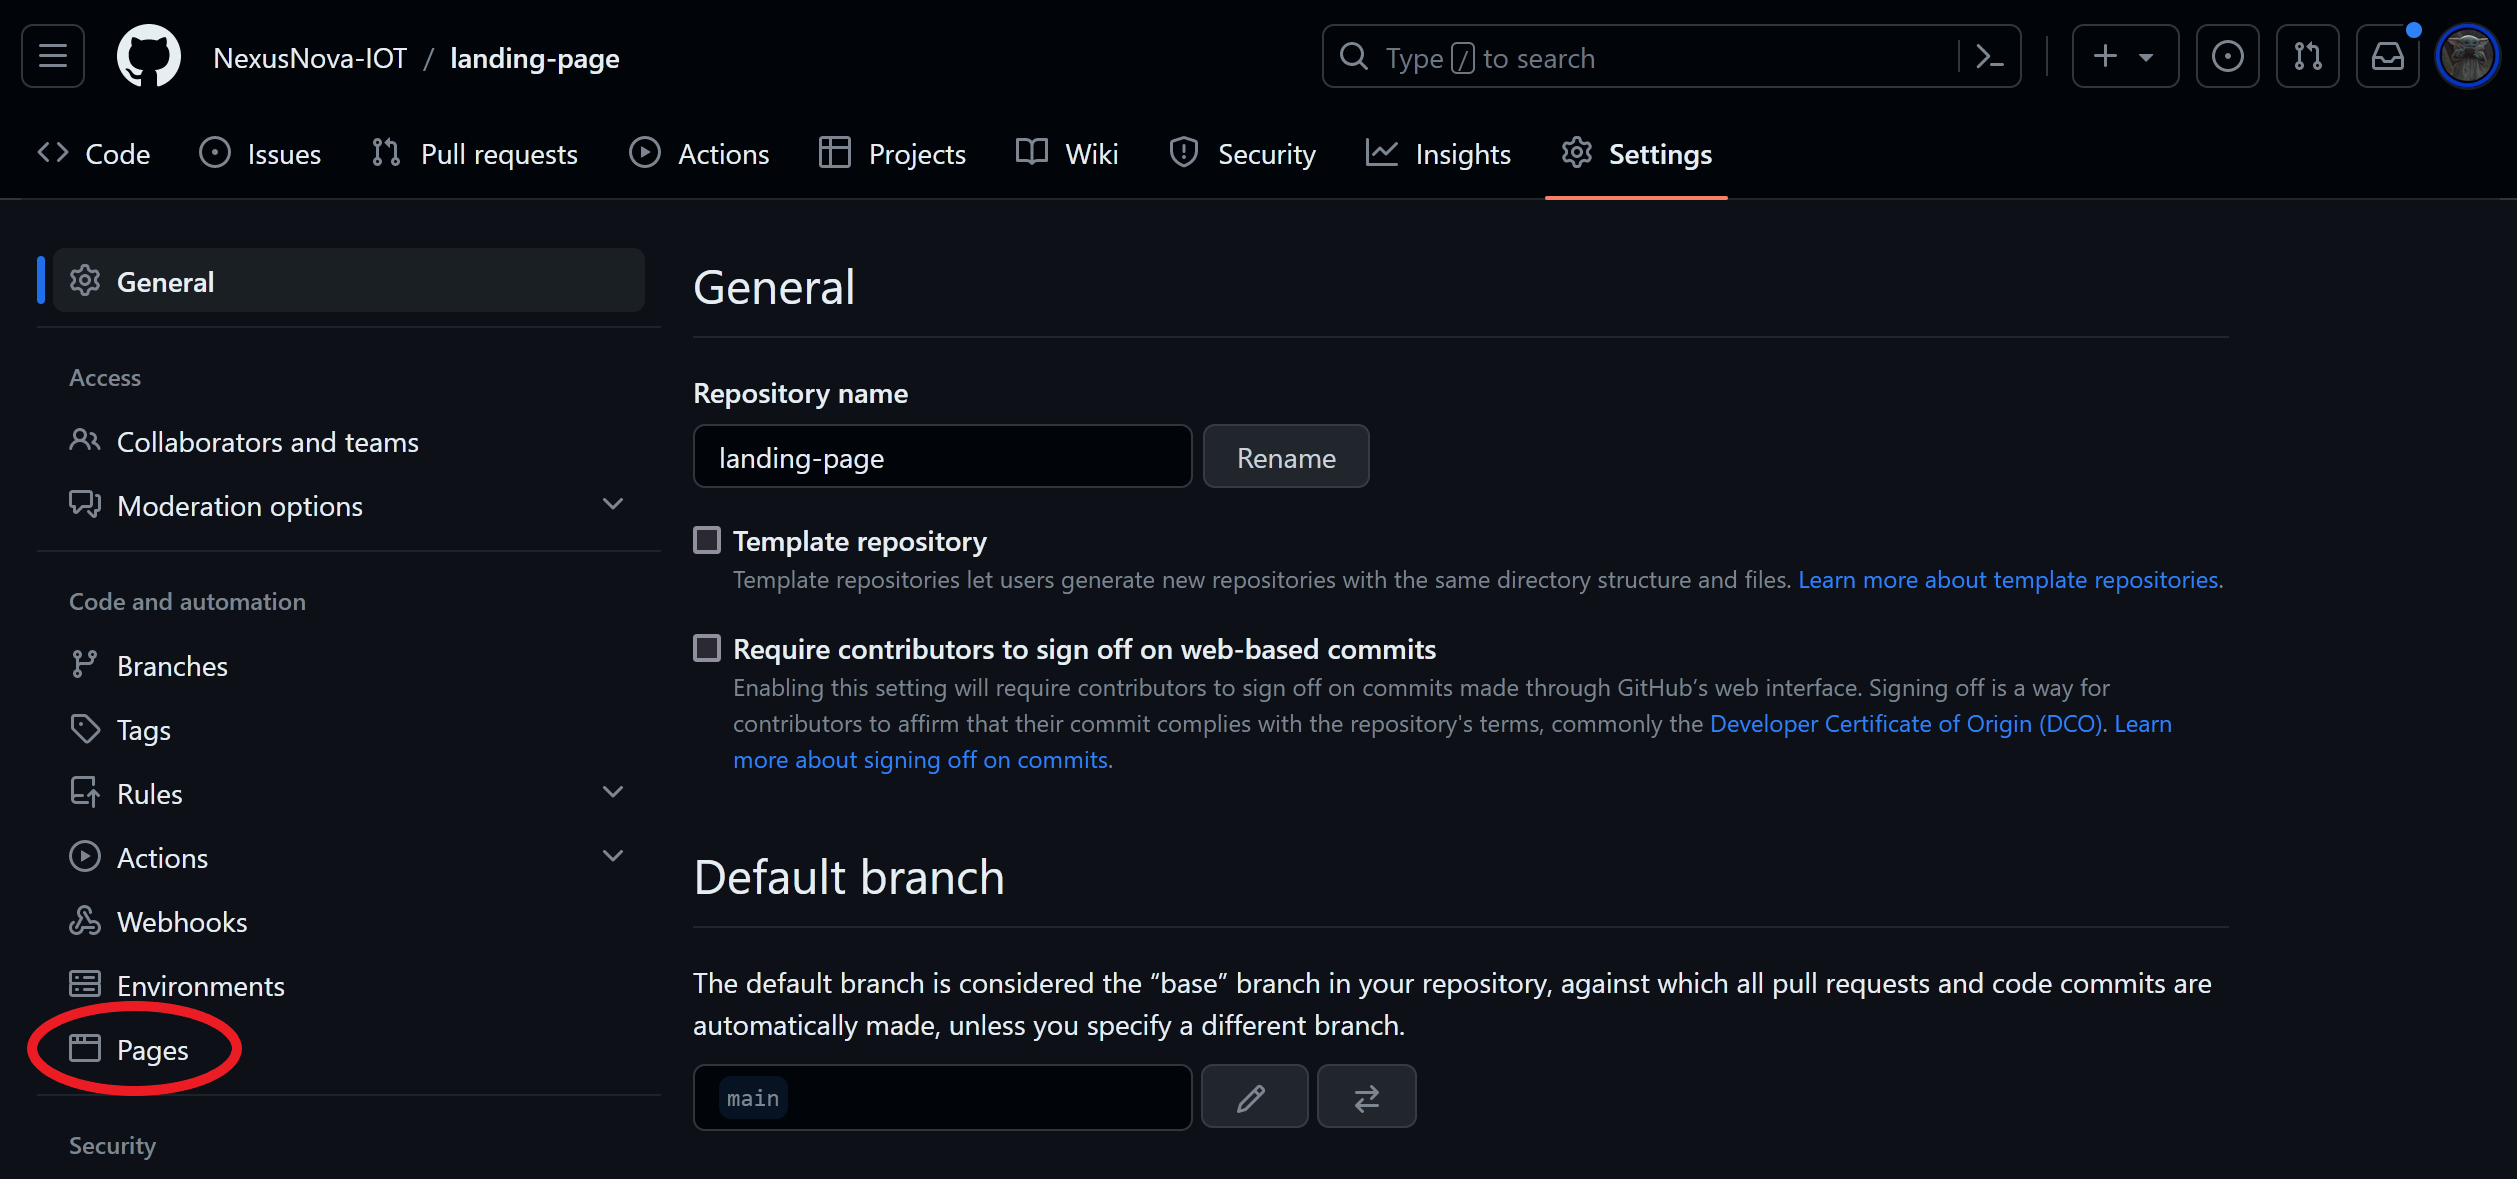 NexusNova-IOT / landing-page
Type / to search
Code
Issues
Pull requests
Actions
Projects
Wiki
Security
Insights
Settings
General
Access
Collaborators and teams
Moderation options
Code and automation
Branches
Tags
Rules
Actions
Webhooks
Environments
Pages
Security
General
Repository name
landing-page
Rename
Template repository
Template repositories let users generate new repositories with the same directory structure and files. Learn more about template repositories.
Require contributors to sign off on web-based commits
Enabling this setting will require contributors to sign off on commits made through GitHub’s web interface. Signing off is a way for
contributors to affirm that their commit complies with the repository's terms, commonly the Developer Certificate of Origin (DCO). Learn
more about signing off on commits.
Default branch
The default branch is considered the “base” branch in your repository, against which all pull requests and code commits are
automatically made, unless you specify a different branch.
main